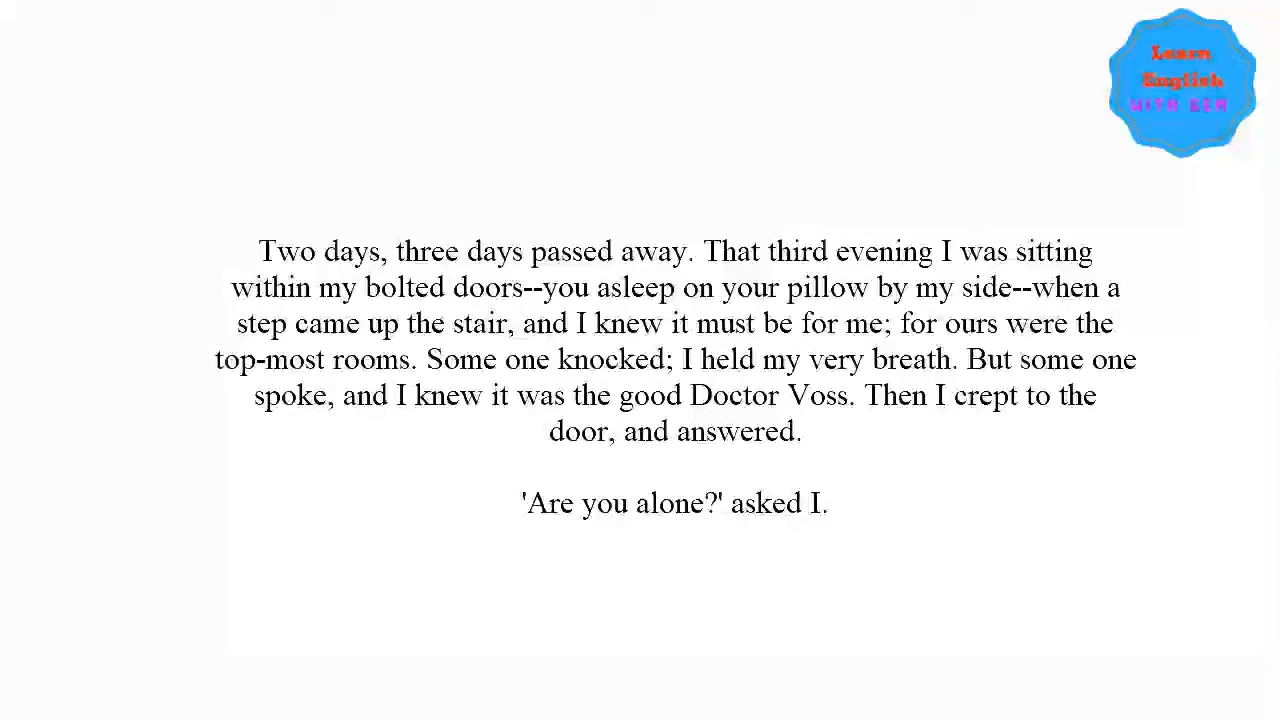 Learn
English
WITH GEN
Two days, three days passed away. That third evening I was sitting
within my bolted doors--you asleep on your pillow by my side--when a
step came up the stair, and I knew it must be for me; for ours were the
top-most rooms. Some one knocked; I held my very breath. But some one
spoke, and I knew it was the good Doctor Voss. Then I crept to the
door, and answered.
'Are you alone?' asked I.